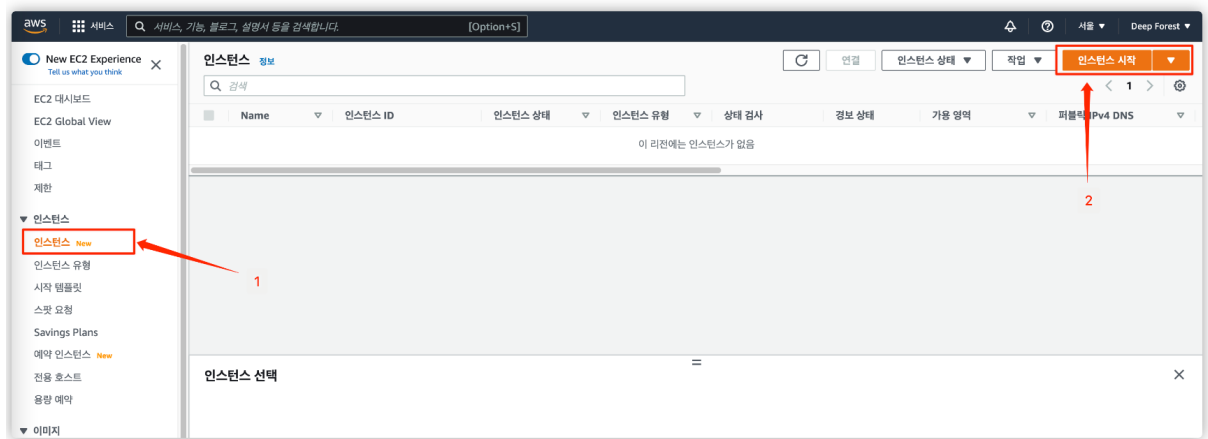 aws 서비스 서비스, 기능, 블로그, 설명서 등을 검색합니다. [Option+S] 서울 ▼ Deep Forest ▼
New EC2 Experience
Tell us what you think
EC2 대시보드
EC2 Global View
이벤트
태그
제한
▼ 인스턴스
인스턴스 New
인스턴스 유형
시작 템플릿
스팟 요청
Savings Plans
예약 인스턴스 New
전용 호스트
용량 예약
▼ 이미지
인스턴스 정보 연결 인스턴스 상태 ▼ 작업 ▼ 인스턴스 시작 ▼
검색 1
Name 인스턴스 ID 인스턴스 상태 인스턴스 유형 상태 검사 경보 상태 가용 영역 퍼블릭 IPv4 DNS
이 리전에는 인스턴스가 없음
2
1
인스턴스 선택